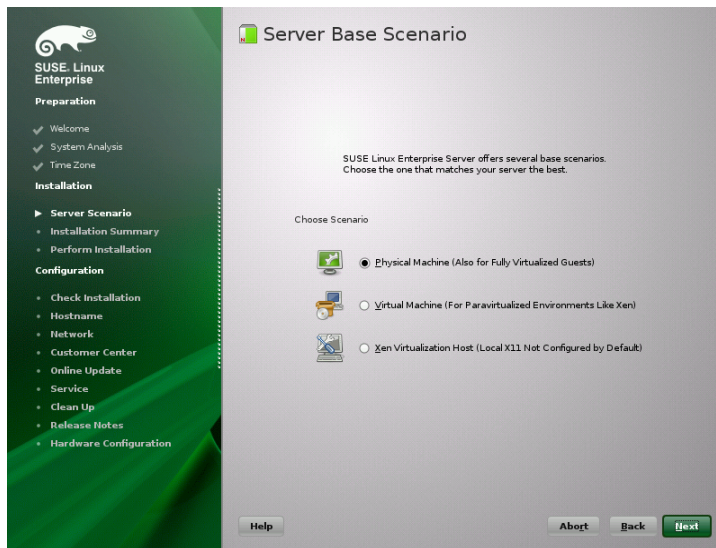 SUSE. Linux
Enterprise
Preparation
Welcome
System Analysis
Time Zone
Installation
Server Scenario
Installation Summary
Perform Installation
Configuration
Check Installation
Hostname
Network
Customer Center
Online Update
Service
Clean Up
Release Notes
Hardware Configuration
Server Base Scenario
SUSE Linux Enterprise Server offers several base scenarios.
Choose the one that matches your server the best.
Choose Scenario
Physical Machine (Also for Fully Virtualized Guests)
Virtual Machine (For Paravirtualized Environments Like Xen)
Xen Virtualization Host (Local X11 Not Configured by Default)
Help
Abort
Back
Next